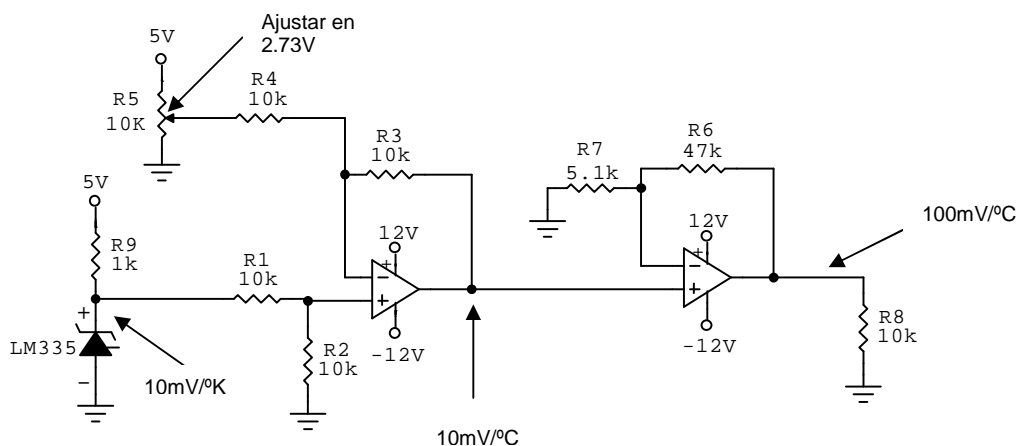 Ajustar en
2.73V
5V
R5
10K
R4
10k
R3
10k
5V
R9
1k
+
LM335
−
10mV/ºK
R1
10k
R2
10k
12V
+
−
+
-12V
10mV/ºC
R7
5.1k
R6
47k
12V
+
−
+
-12V
100mV/ºC
R8
10k